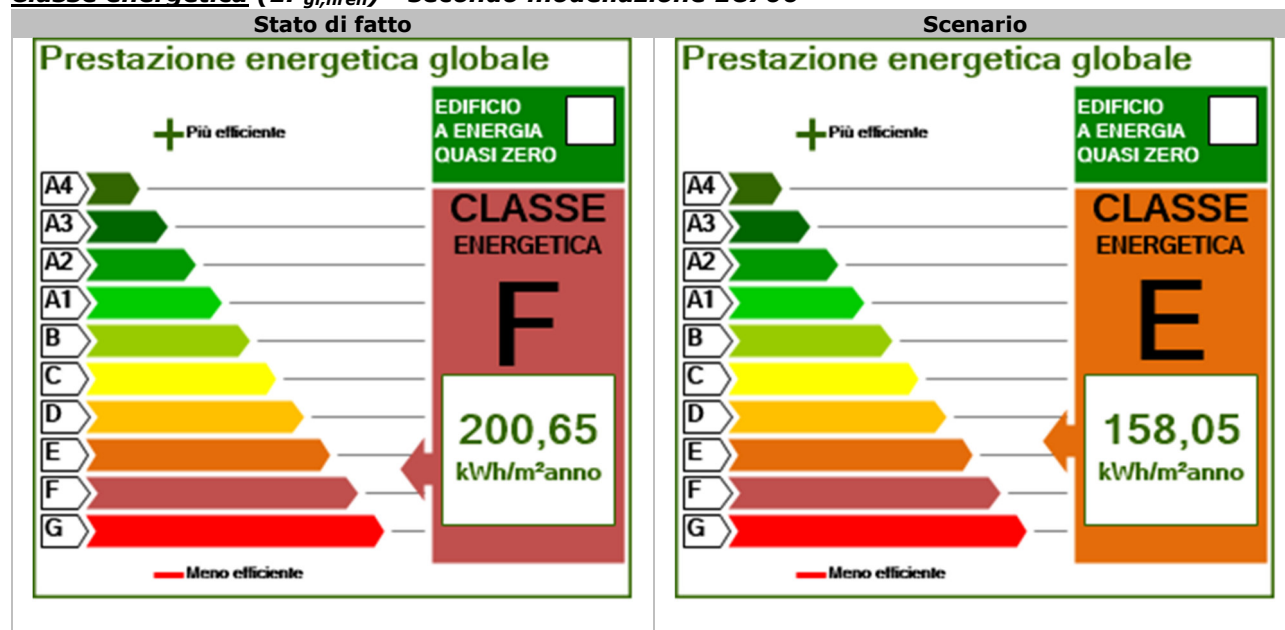 Stato di fatto
Scenario
Prestazione energetica globale
EDIFICIO
A ENERGIA
QUASI ZERO
Più efficiente
A4
A3
A2
A1
B
C
D
E
F
G
CLASSE
ENERGETICA
F
200,65
kWh/m²anno
Meno efficiente
Prestazione energetica globale
EDIFICIO
A ENERGIA
QUASI ZERO
Più efficiente
A4
A3
A2
A1
B
C
D
E
F
G
CLASSE
ENERGETICA
E
158,05
kWh/m²anno
Meno efficiente